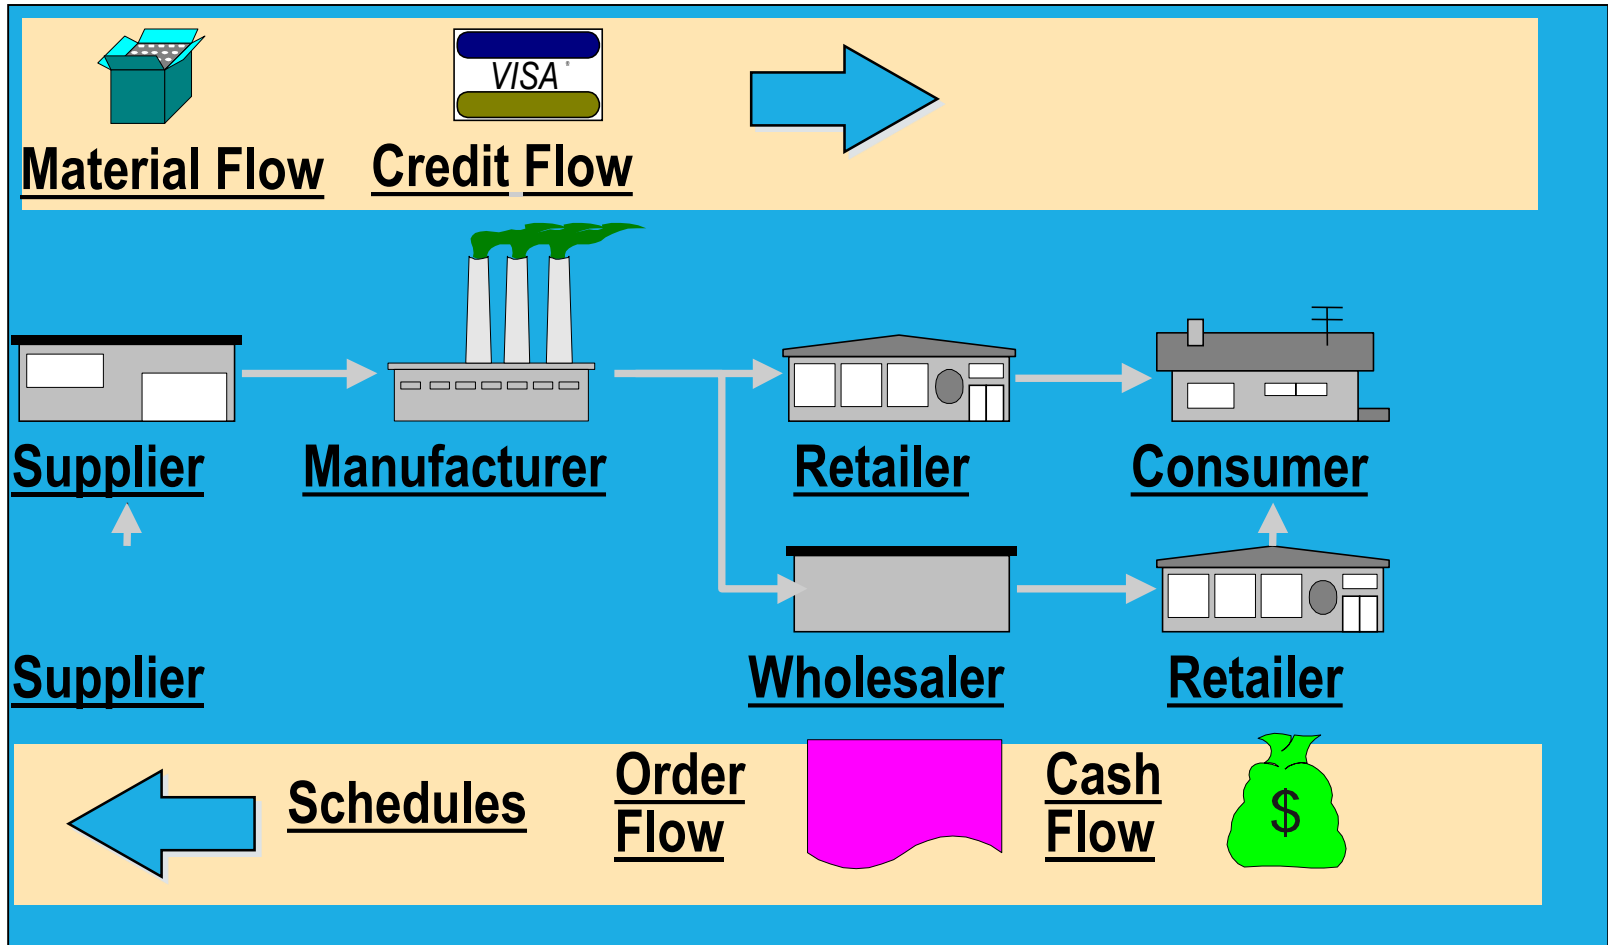 VISA
Material Flow Credit Flow
Supplier Manufacturer Retailer Consumer
Supplier Wholesaler Retailer
Schedules
Order
Flow
Cash
Flow
$